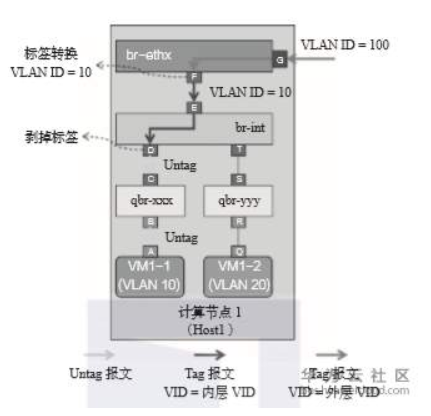 VLAN ID = 100
标签转换
VLAN ID = 10
br-ethx
G
F
VLAN ID = 10
E
br-int
剥掉标签
D
T
Untag
C
S
qbr-xxx
qbr-yyy
B
R
Untag
A
Q
VM1-1
(VLAN 10)
VM1-2
(VLAN 20)
计算节点 1
（Host1）
Untag 报文
Tag 报文
VID = 内层 VID
Tag 报文
VID = 外层 VID